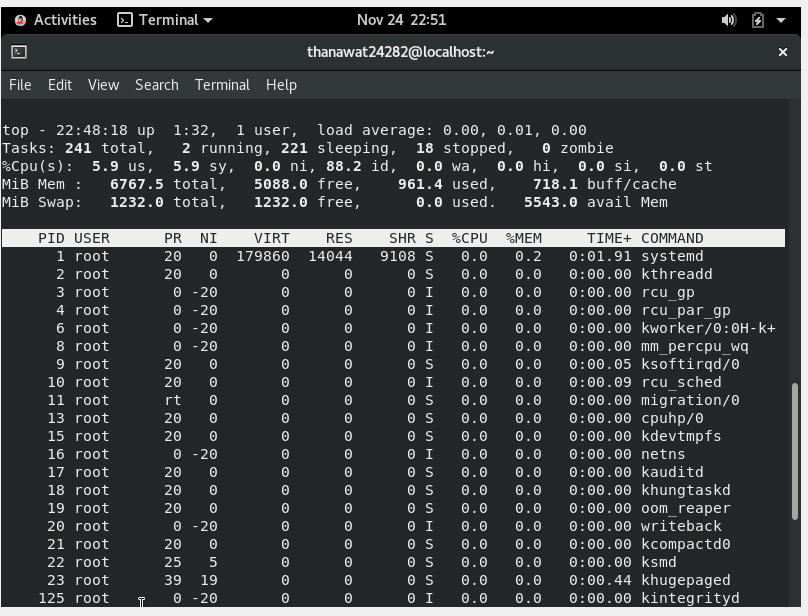 Activities Terminal Nov 24 22:51
thanawat24282@localhost:~ ×
File Edit View Search Terminal Help
top - 22:48:18 up  1:32,  1 user,  load average: 0.00, 0.01, 0.00
Tasks: 241 total,   2 running, 221 sleeping,  18 stopped,   0 zombie
%Cpu(s):  5.9 us,  5.9 sy,  0.0 ni, 88.2 id,  0.0 wa,  0.0 hi,  0.0 si,  0.0 st
MiB Mem :   6767.5 total,   5088.0 free,    961.4 used,    718.1 buff/cache
MiB Swap:   1232.0 total,   1232.0 free,      0.0 used.   5543.0 avail Mem
PID USER      PR  NI    VIRT    RES    SHR S  %CPU  %MEM     TIME+ COMMAND
1 root      20   0  179860  14044   9108 S   0.0   0.2   0:01.91 systemd
2 root      20   0       0      0      0 S   0.0   0.0   0:00.00 kthreadd
3 root       0 -20       0      0      0 I   0.0   0.0   0:00.00 rcu_gp
4 root       0 -20       0      0      0 I   0.0   0.0   0:00.00 rcu_par_gp
6 root       0 -20       0      0      0 I   0.0   0.0   0:00.00 kworker/0:0H-k+
8 root       0 -20       0      0      0 I   0.0   0.0   0:00.00 mm_percpu_wq
9 root      20   0       0      0      0 S   0.0   0.0   0:00.05 ksoftirqd/0
10 root      20   0       0      0      0 I   0.0   0.0   0:00.09 rcu_sched
11 root      rt   0       0      0      0 S   0.0   0.0   0:00.00 migration/0
13 root      20   0       0      0      0 S   0.0   0.0   0:00.00 cpuhp/0
15 root      20   0       0      0      0 S   0.0   0.0   0:00.00 kdevtmpfs
16 root       0 -20       0      0      0 I   0.0   0.0   0:00.00 netns
17 root      20   0       0      0      0 S   0.0   0.0   0:00.00 kauditd
18 root      20   0       0      0      0 S   0.0   0.0   0:00.00 khungtaskd
19 root      20   0       0      0      0 S   0.0   0.0   0:00.00 oom_reaper
20 root       0 -20       0      0      0 I   0.0   0.0   0:00.00 writeback
21 root      20   0       0      0      0 S   0.0   0.0   0:00.00 kcompactd0
22 root      25   5       0      0      0 S   0.0   0.0   0:00.00 ksmd
23 root      39  19       0      0      0 S   0.0   0.0   0:00.44 khugepaged
125 root       0 -20       0      0      0 I   0.0   0.0   0:00.00 kintegrityd